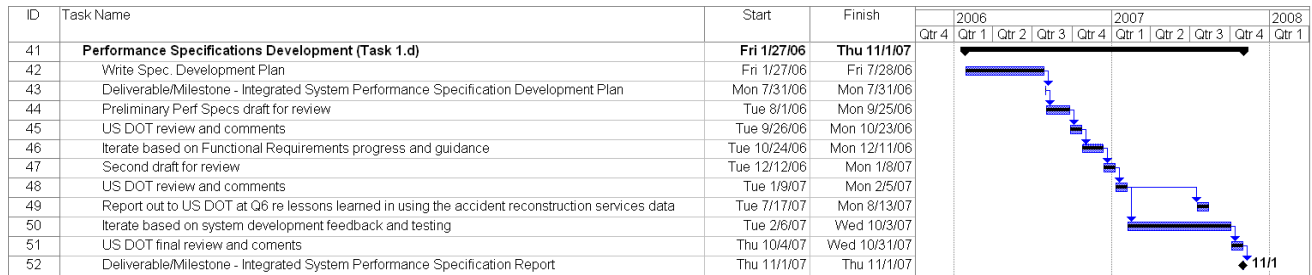 ID Task Name Start Finish 2006 2007 2008
Qtr 4 Qtr 1 Qtr 2 Qtr 3 Qtr 4 Qtr 1 Qtr 2 Qtr 3 Qtr 4 Qtr 1
41 Performance Specifications Development (Task 1.d) Fri 1/27/06 Thu 11/1/07
42 Write Spec. Development Plan Fri 1/27/06 Fri 7/28/06
43 Deliverable/Milestone - Integrated System Performance Specification Development Plan Mon 7/31/06 Mon 7/31/06
44 Preliminary Perf Specs draft for review Tue 8/1/06 Mon 9/25/06
45 US DOT review and comments Tue 9/26/06 Mon 10/23/06
46 Iterate based on Functional Requirements progress and guidance Tue 10/24/06 Mon 12/11/06
47 Second draft for review Tue 12/12/06 Mon 1/8/07
48 US DOT review and comments Tue 1/9/07 Mon 2/5/07
49 Report out to US DOT at Q6 re lessons learned in using the accident reconstruction services data Tue 7/17/07 Mon 8/13/07
50 Iterate based on system development feedback and testing Tue 2/6/07 Wed 10/3/07
51 US DOT final review and coments Thu 10/4/07 Wed 10/31/07
52 Deliverable/Milestone - Integrated System Performance Specification Report Thu 11/1/07 Thu 11/1/07 11/1